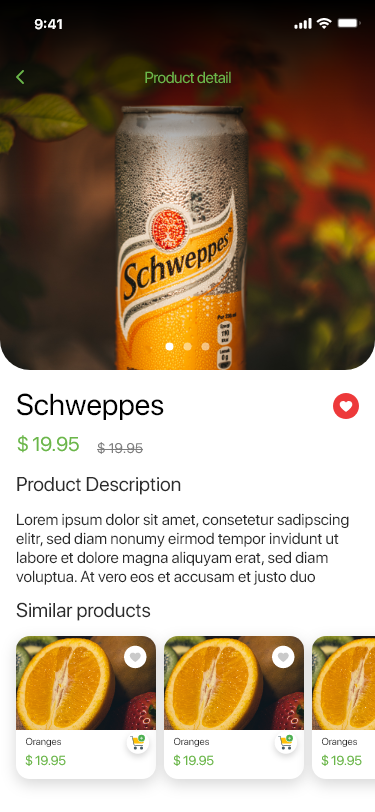 9:41
Product detail
Schweppes
Schweppes
$ 19.95
$ 19.95
Product Description
Lorem ipsum dolor sit amet, consetetur sadipscing
elitr, sed diam nonumy eirmod tempor invidunt ut
labore et dolore magna aliquyam erat, sed diam
voluptua. At vero eos et accusam et justo duo
Similar products
Oranges
$ 19.95
Oranges
$ 19.95
Oranges
$ 19.95